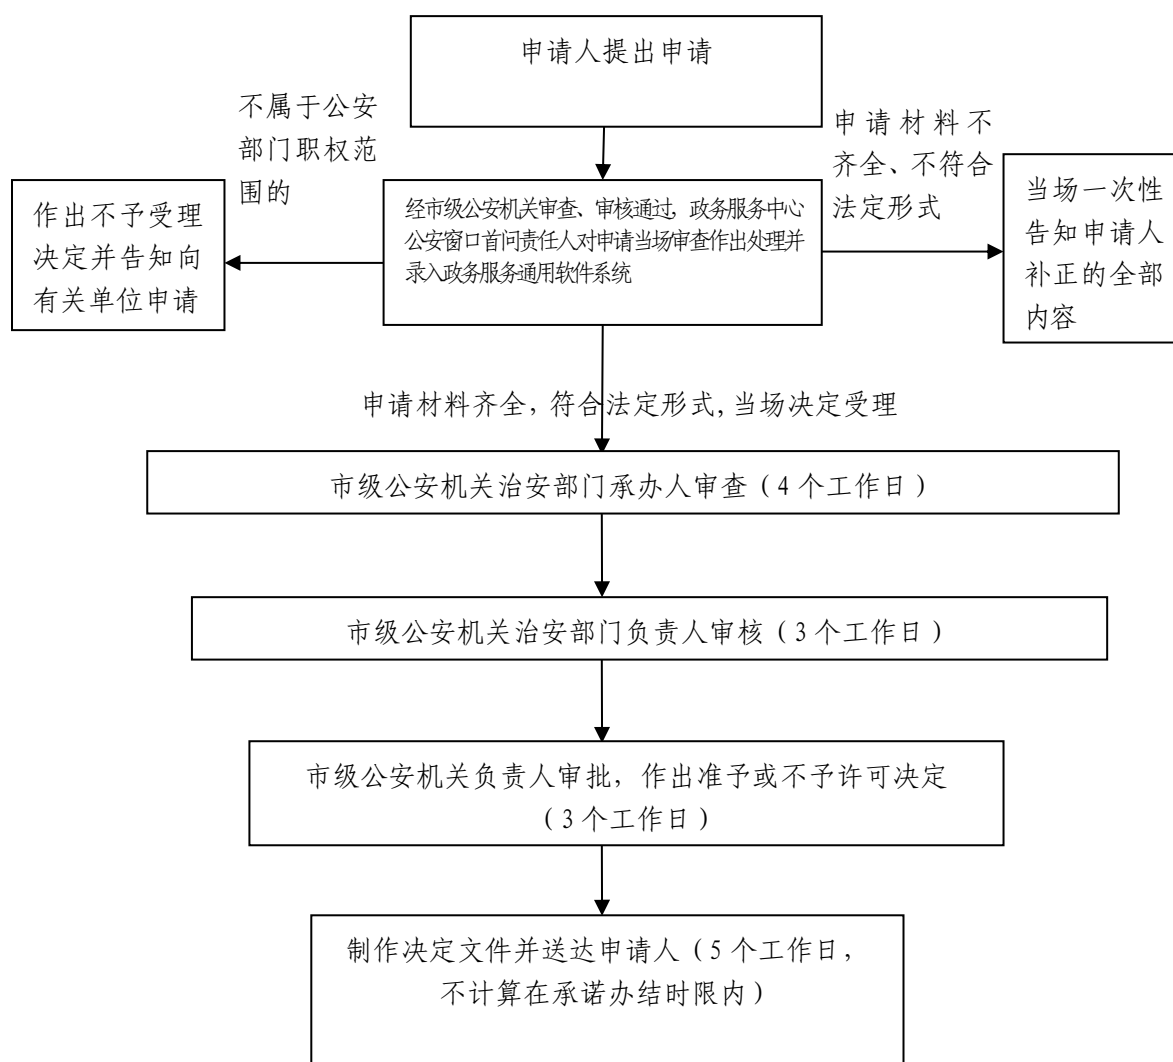 申请人提出申请
不属于公安
部门职权范
围的
申请材料不
齐全、不符合
法定形式
作出不予受理
决定并告知向
有关单位申请
经市级公安机关审查、审核通过,政务服务中心
公安窗口首问责任人对申请当场审查作出处理并
录入政务服务通用软件系统
当场一次性
告知申请人
补正的全部
内容
申请材料齐全,符合法定形式,当场决定受理
市级公安机关治安部门承办人审查(4个工作日)
市级公安机关治安部门负责人审核(3个工作日)
市级公安机关负责人审批,作出准予或不予许可决定
(3个工作日)
制作决定文件并送达申请人(5个工作日,
不计算在承诺办结时限内)